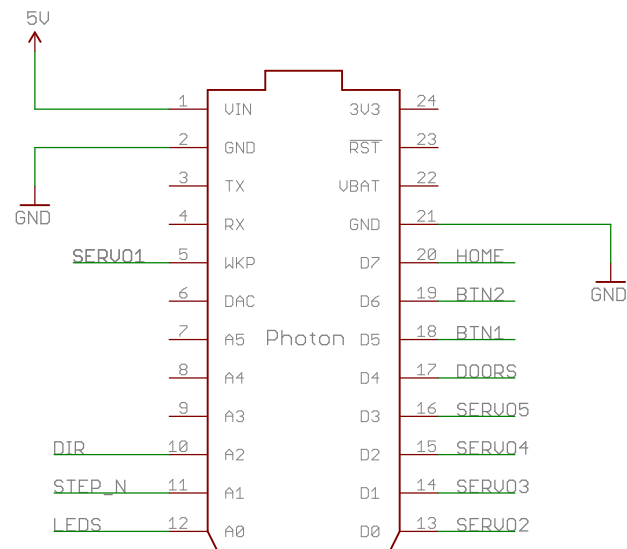 5V
1 VIN 3V3 24
2 GND RST 23
GND 3 TX VBAT 22
4 RX GND 21
SERVO1 5 WKP D7 20 HOME
6 DAC D6 19 BTN2 GND
7 A5 Photon D5 18 BTN1
8 A4 D4 17 DOORS
9 A3 D3 16 SERVO5
DIR 10 A2 D2 15 SERVO4
STEP_N 11 A1 D1 14 SERVO3
LEDS 12 A0 D0 13 SERVO2